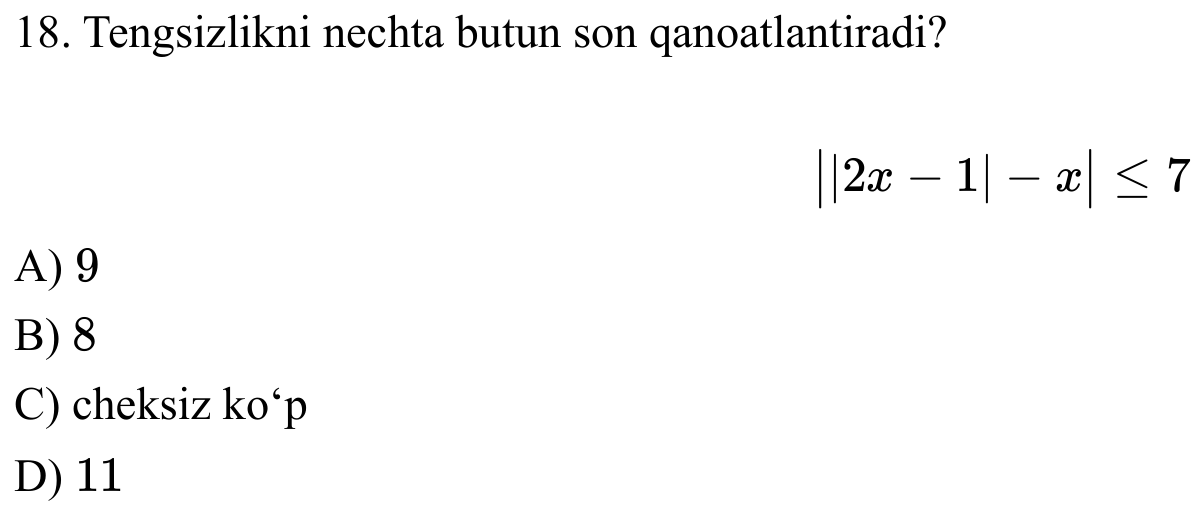 18. Tengsizlikni nechta butun son qanoatlantiradi?
||2x − 1| − x| ≤ 7
A) 9
B) 8
C) cheksiz ko‘p
D) 11